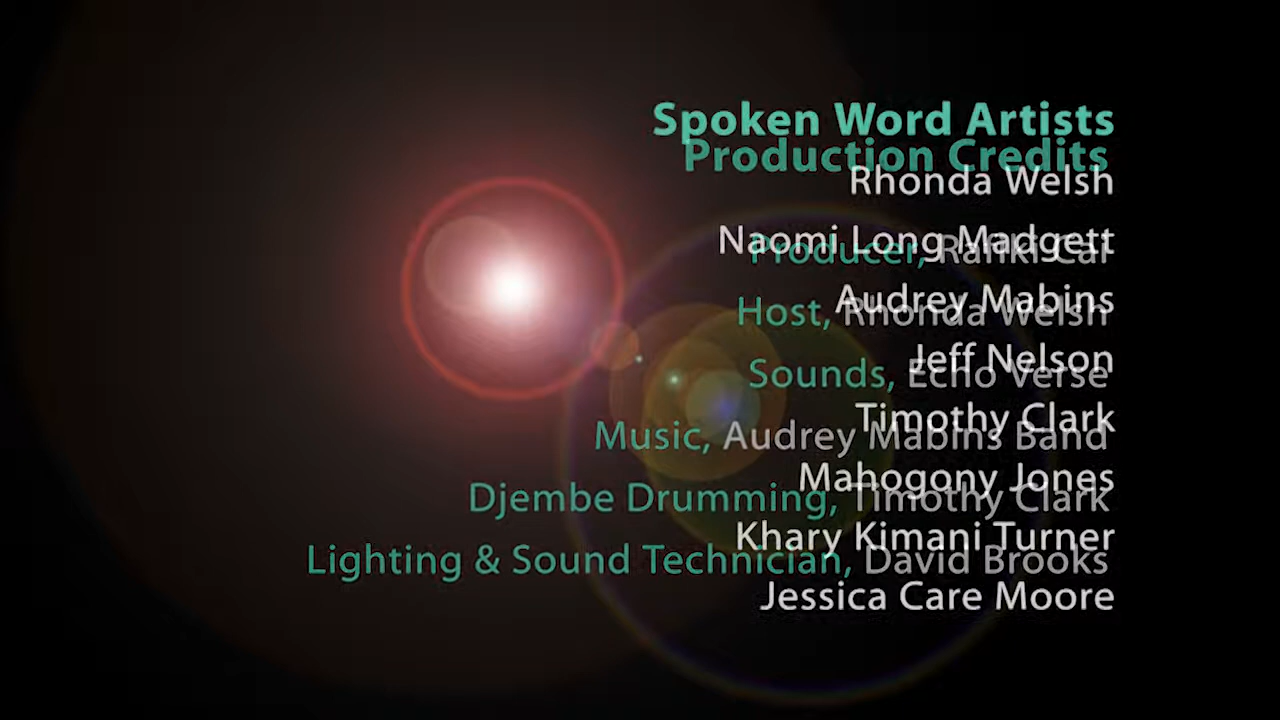 Spoken Word Artists
Production Credits
Rhonda Welsh
Naomi Long Madgett
Producer,
Audrey Mabins
Host, Rhonda Welsh
Jeff Nelson
Sounds, Echo Verse
Timothy Clark
Music, Audrey Mabins Band
Mahogony Jones
Djembe Drumming, Timothy Clark
Khary Kimani Turner
Lighting & Sound Technician, David Brooks
Jessica Care Moore